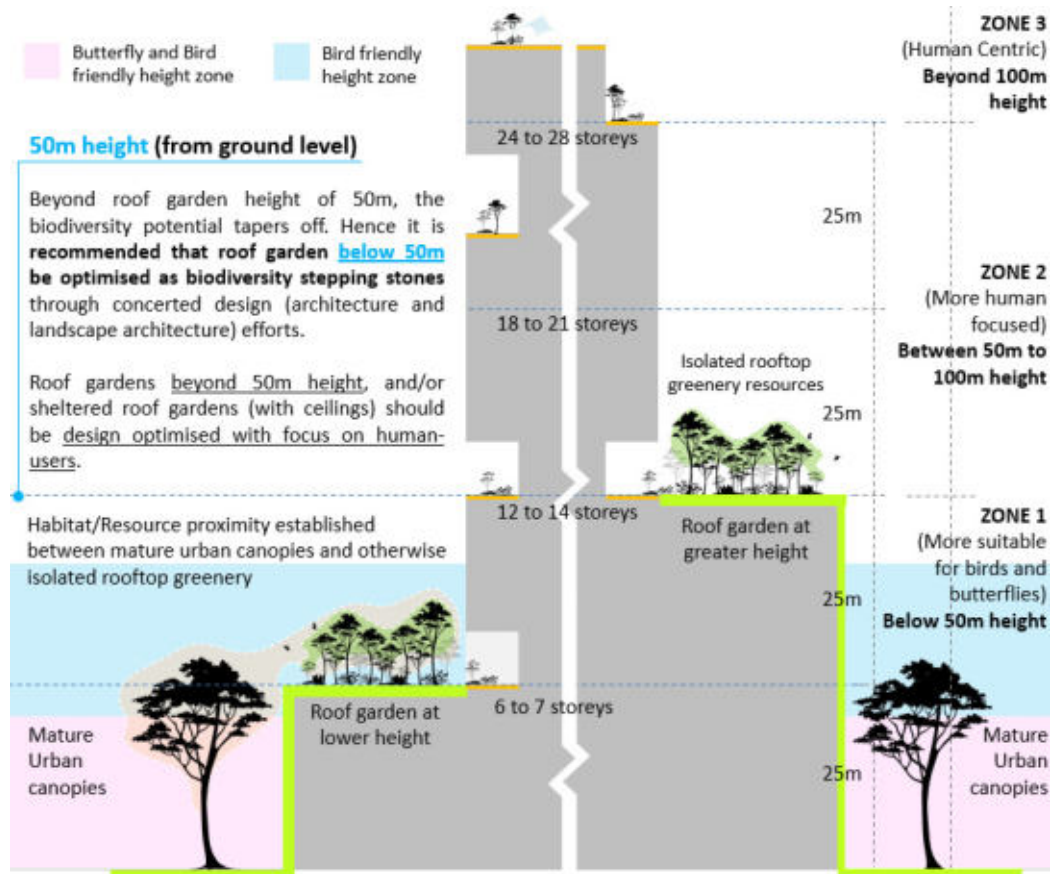 Butterfly and Bird
friendly height zone
Bird friendly
height zone
50m height (from ground level)
Beyond roof garden height of 50m, the
biodiversity potential tapers off. Hence it is
recommended that roof garden below 50m
be optimised as biodiversity stepping stones
through concerted design (architecture and
landscape architecture) efforts.
Roof gardens beyond 50m height, and/or
sheltered roof gardens (with ceilings) should
be design optimised with focus on human-
users.
Habitat/Resource proximity established
between mature urban canopies and otherwise
isolated rooftop greenery
Mature
Urban
canopies
Roof garden at
lower height
24 to 28 storeys
18 to 21 storeys
12 to 14 storeys
6 to 7 storeys
Isolated rooftop
greenery resources
Roof garden at
greater height
25m
25m
25m
25m
ZONE 3
(Human Centric)
Beyond 100m
height
ZONE 2
(More human
focused)
Between 50m to
100m height
ZONE 1
(More suitable
for birds and
butterflies)
Below 50m height
Mature
Urban
canopies